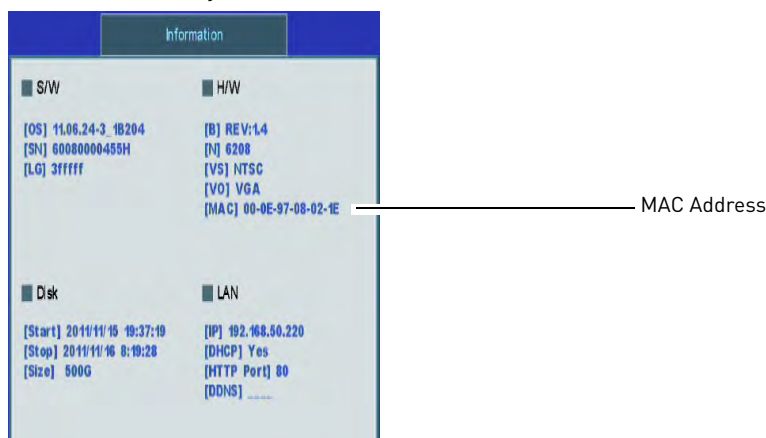 Information
S/W
[OS] 11.06.24-3_1B204
[SN] 60080000455H
[LG] 3fffff
H/W
[B] REV:1.4
[N] 6208
[VS] NTSC
[VO] VGA
[MAC] 00-0E-97-08-02-1E
MAC Address
Disk
[Start] 2011/11/15 19:37:19
[Stop] 2011/11/16 8:19:28
[Size] 500G
LAN
[IP] 192.168.50.220
[DHCP] Yes
[HTTP Port] 80
[DDNS] ____